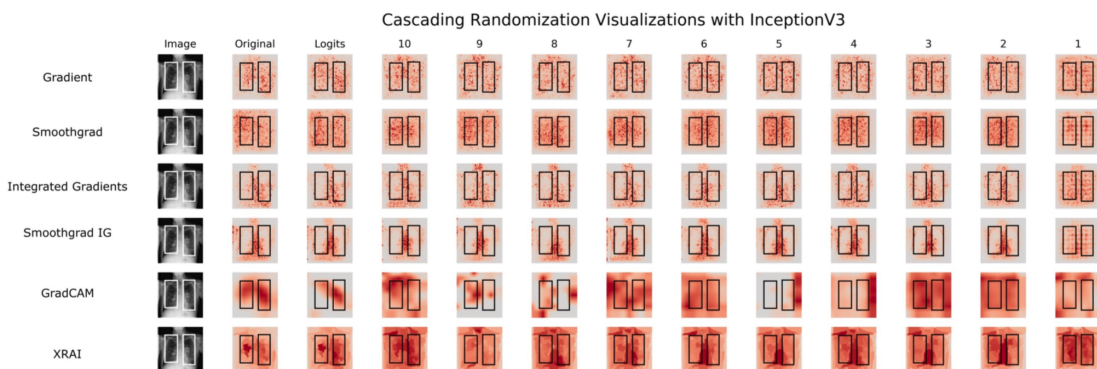 Cascading Randomization Visualizations with InceptionV3
Image Original Logits 10 9 8 7 6 5 4 3 2 1
Gradient
Smoothgrad
Integrated Gradients
Smoothgrad IG
GradCAM
XRAI